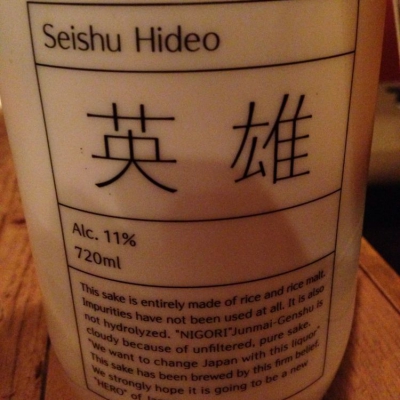 Seishu Hideo
英雄
Alc. 11%
720ml
This sake is entirely made of rice and rice malt.
Impurities have not been used at all. It is also
not hydrolyzed. "NIGORI"Junmai-Genshu is
cloudy because of unfiltered, pure sake.
"We want to change Japan with this liquor"
This sake has been brewed by this firm belief.
We strongly hope it is going to be a new
"HERO" of